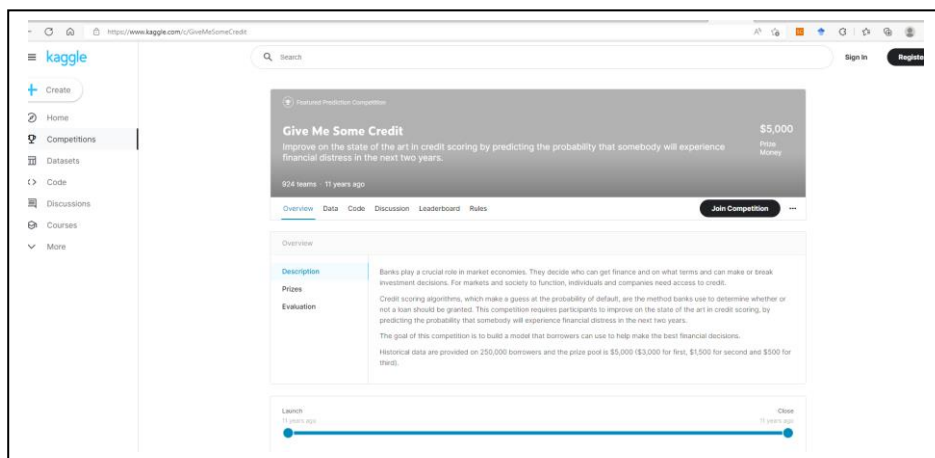 https://www.kaggle.com/c/GiveMeSomeCredit
kaggle
Search
Sign In
Registe
Create
Home
Competitions
Datasets
Code
Discussions
Courses
More
Featured Prediction Competition
Give Me Some Credit
Improve on the state of the art in credit scoring by predicting the probability that somebody will experience
financial distress in the next two years.
$5,000
Prize
Money
924 teams · 11 years ago
Overview Data Code Discussion Leaderboard Rules
Join Competition
Overview
Description
Prizes
Evaluation
Banks play a crucial role in market economies. They decide who can get finance and on what terms and can make or break
investment decisions. For markets and society to function, individuals and companies need access to credit.
Credit scoring algorithms, which make a guess at the probability of default, are the method banks use to determine whether or
not a loan should be granted. This competition requires participants to improve on the state of the art in credit scoring, by
predicting the probability that somebody will experience financial distress in the next two years.
The goal of this competition is to build a model that borrowers can use to help make the best financial decisions.
Historical data are provided on 250,000 borrowers and the prize pool is $5,000 ($3,000 for first, $1,500 for second and $500 for
third).
Launch
11 years ago
Close
11 years ago